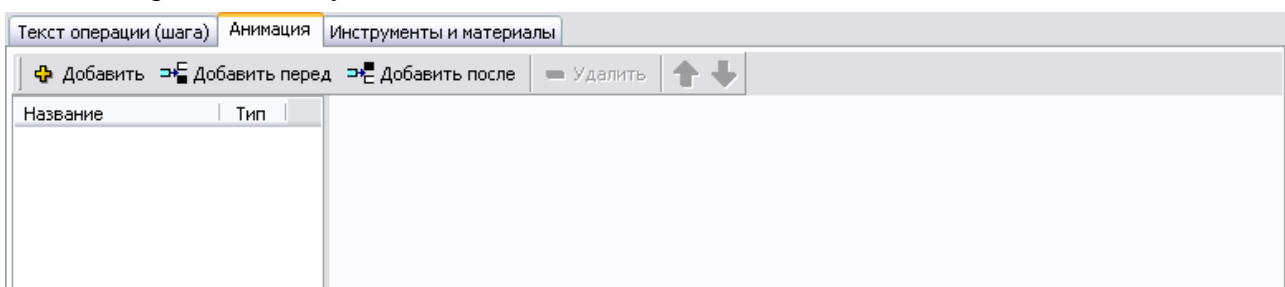 Текст операции (шага) Анимация Инструменты и материалы
Добавить Добавить перед Добавить после Удалить
Название Тип